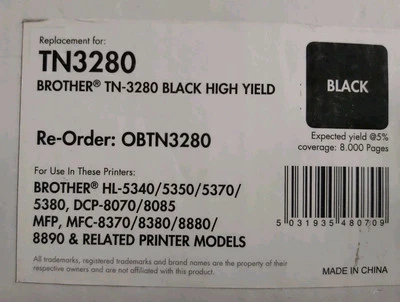 Replacement for:
TN3280
BROTHER® TN-3280 BLACK HIGH YIELD
BLACK
Re-Order: OBTN3280
Expected yield @5%
coverage: 8.000 Pages
For Use In These Printers:
BROTHER® HL-5340/5350/5370/
5380, DCP-8070/8085
MFP, MFC-8370/8380/8880/
8890 & RELATED PRINTER MODELS
5 031935 480709
All trademarks, registered trademarks and brand names are the property of their
respective owners and are not affiliated with this product.
MADE IN CHINA